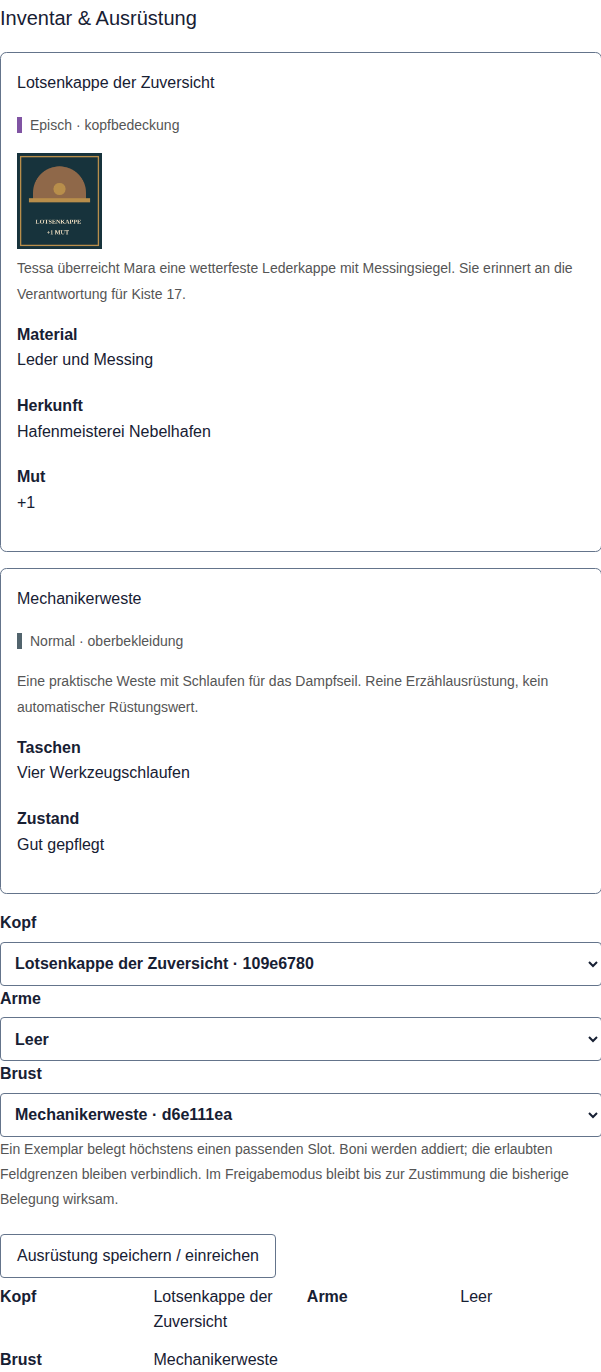 Inventar & Ausrüstung
Lotsenkappe der Zuversicht
Episch · kopfbedeckung
LOTSENKAPPE
+1 MUT
Tessa überreicht Mara eine wetterfeste Lederkappe mit Messingsiegel. Sie erinnert an die
Verantwortung für Kiste 17.
Material
Leder und Messing
Herkunft
Hafenmeisterei Nebelhafen
Mut
+1
Mechanikerweste
Normal · oberbekleidung
Eine praktische Weste mit Schlaufen für das Dampfseil. Reine Erzählausrüstung, kein
automatischer Rüstungswert.
Taschen
Vier Werkzeugschlaufen
Zustand
Gut gepflegt
Kopf
Lotsenkappe der Zuversicht · 109e6780
Arme
Leer
Brust
Mechanikerweste · d6e111ea
Ein Exemplar belegt höchstens einen passenden Slot. Boni werden addiert; die erlaubten
Feldgrenzen bleiben verbindlich. Im Freigabemodus bleibt bis zur Zustimmung die bisherige
Belegung wirksam.
Ausrüstung speichern / einreichen
Kopf
Lotsenkappe der
Zuversicht
Arme
Leer
Brust
Mechanikerweste